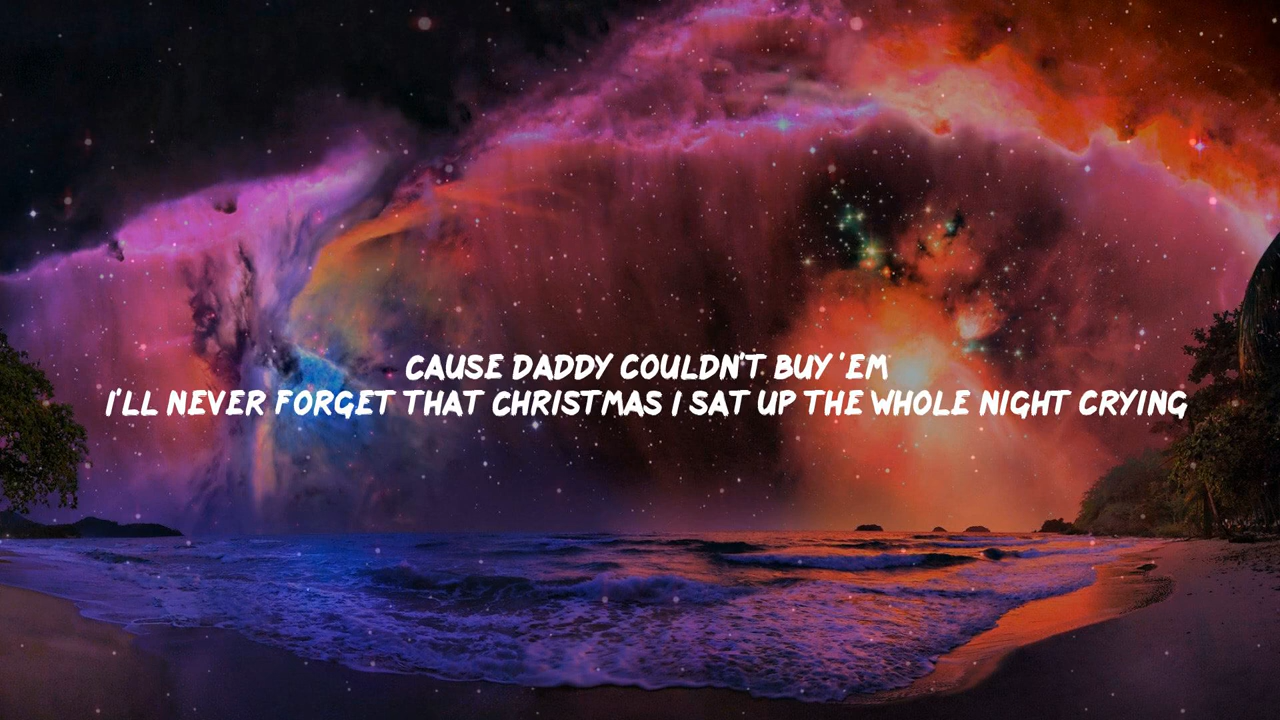 CAUSE DADDY COULDN'T BUY 'EM
I'LL NEVER FORGET THAT CHRISTMAS I SAT UP THE WHOLE NIGHT CRYING